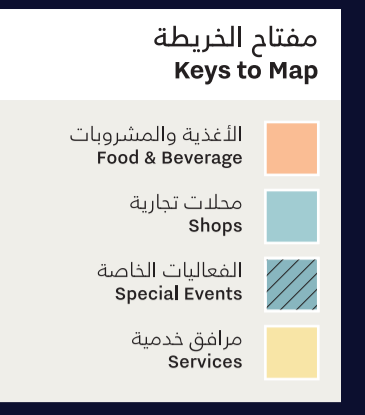 مفتاح الخريطة
Keys to Map
الأغذية والمشروبات
Food & Beverage
محلات تجارية
Shops
الفعاليات الخاصة
Special Events
مرافق خدمية
Services